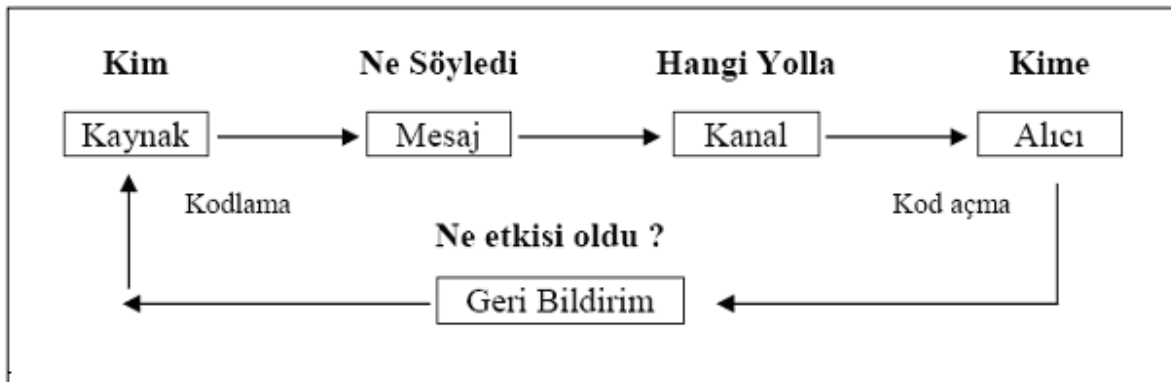 Kim Ne Söyledi Hangi Yolla Kime
Kaynak Mesaj Kanal Alıcı
Kodlama Kod açma
Ne etkisi oldu ?
Geri Bildirim